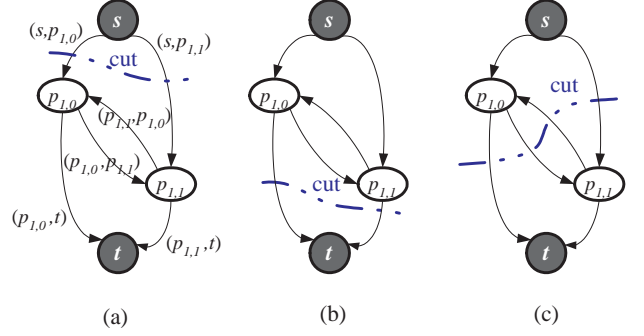 s s s
(s,p1,0) (s,p1,1)
cut
cut
p1,0 p1,0 p1,0
(p1,1,p1,0)
(p1,0,p1,1)
cut
p1,1 p1,1 p1,1
(p1,0,t) (p1,1,t)
t t t
(a) (b) (c)